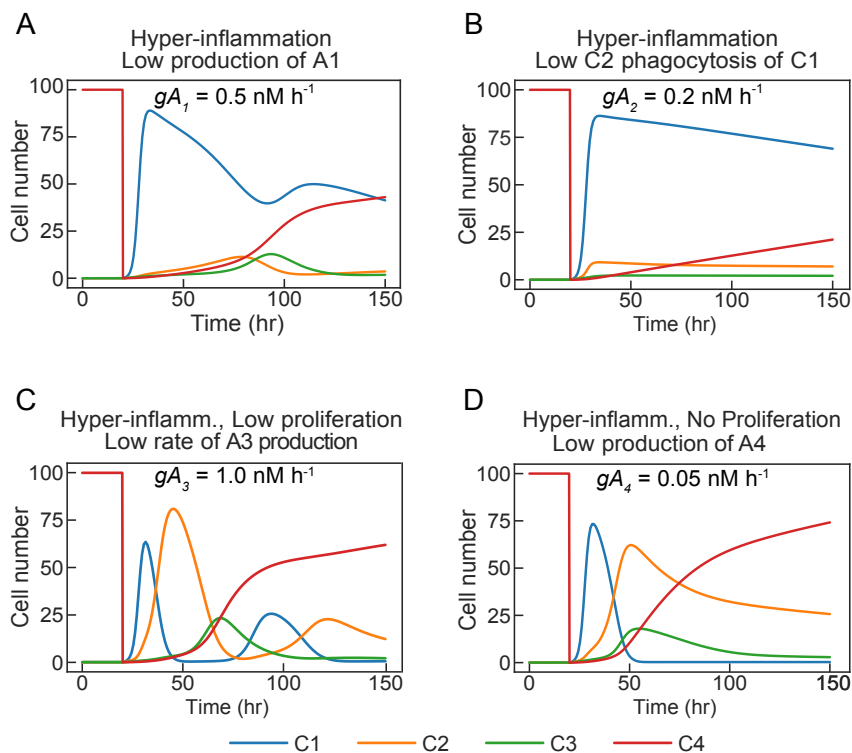 A
Hyper-inflammation
Low production of A1
gA1 = 0.5 nM h-1
Cell number
100
75
50
25
0
0 50 100 150
Time (hr)
B
Hyper-inflammation
Low C2 phagocytosis of C1
gA2 = 0.2 nM h-1
Cell number
100
75
50
25
0
0 50 100 150
Time (hr)
C
Hyper-inflamm., Low proliferation
Low rate of A3 production
gA3 = 1.0 nM h-1
Cell number
100
75
50
25
0
0 50 100 150
Time (hr)
D
Hyper-inflamm., No Proliferation
Low production of A4
gA4 = 0.05 nM h-1
Cell number
100
75
50
25
0
0 50 100 150
Time (hr)
C1 C2 C3 C4